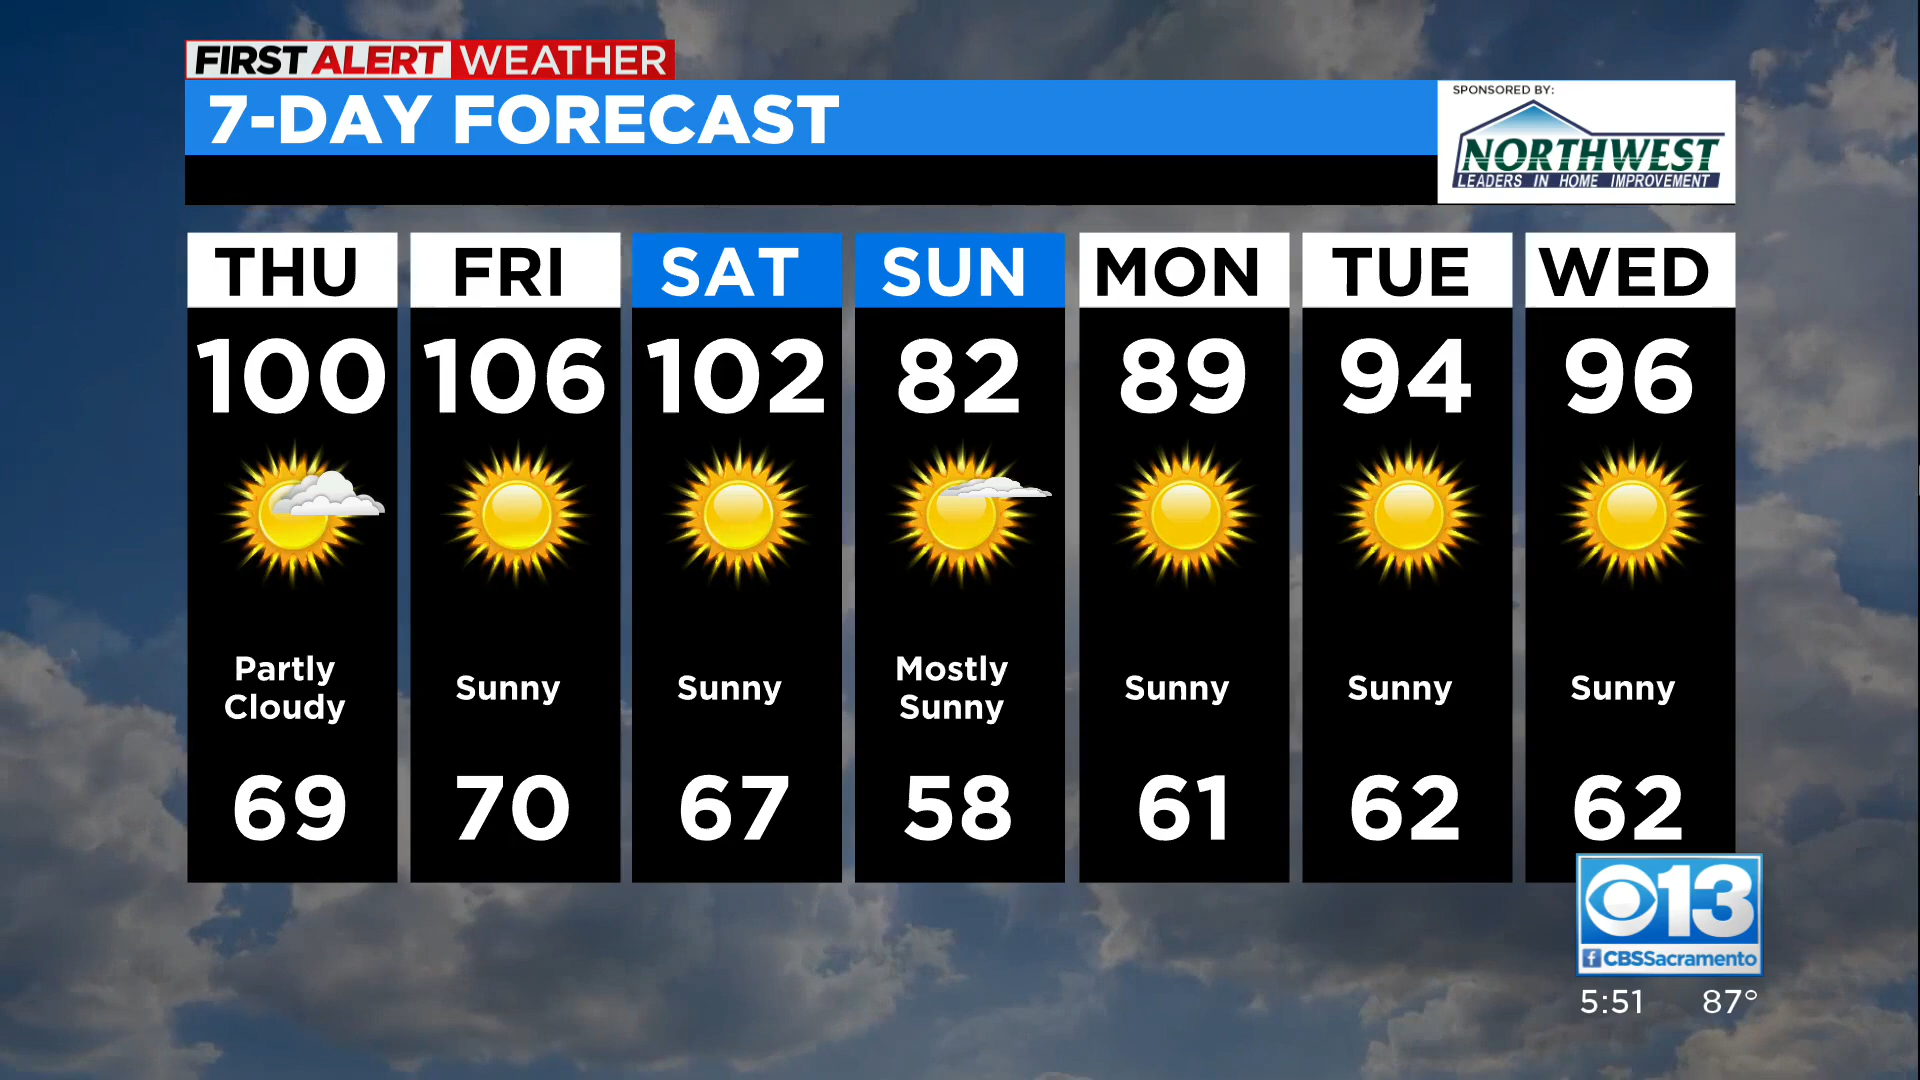 FIRST ALERT WEATHER
7-DAY FORECAST
SPONSORED BY:
NORTHWEST
LEADERS IN HOME IMPROVEMENT
THU FRI SAT SUN MON TUE WED
100 106 102 82 89 94 96
Partly
Cloudy
Sunny
Sunny
Mostly
Sunny
Sunny
Sunny
Sunny
69 70 67 58 61 62 62
13
f CBSSacramento
5:51 87°